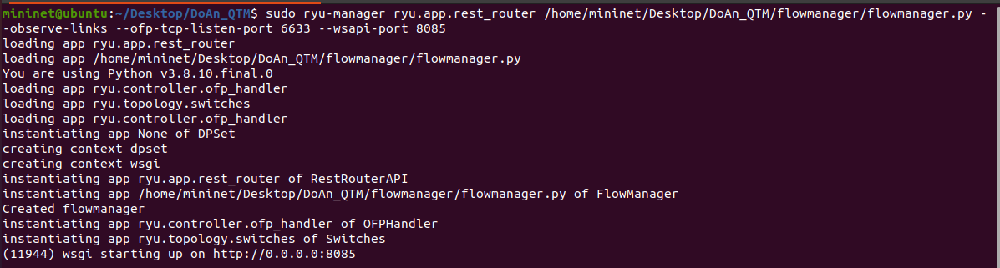 mininet@ubuntu:~/Desktop/DoAn_QTM$ sudo ryu-manager ryu.app.rest_router /home/mininet/Desktop/DoAn_QTM/flowmanager/flowmanager.py -
-observe-links --ofp-tcp-listen-port 6633 --wsapi-port 8085
loading app ryu.app.rest_router
loading app /home/mininet/Desktop/DoAn_QTM/flowmanager/flowmanager.py
You are using Python v3.8.10.final.0
loading app ryu.controller.ofp_handler
loading app ryu.topology.switches
loading app ryu.controller.ofp_handler
instantiating app None of DPSet
creating context dpset
creating context wsgi
instantiating app ryu.app.rest_router of RestRouterAPI
instantiating app /home/mininet/Desktop/DoAn_QTM/flowmanager/flowmanager.py of FlowManager
Created flowmanager
instantiating app ryu.controller.ofp_handler of OFPHandler
instantiating app ryu.topology.switches of Switches
(11944) wsgi starting up on http://0.0.0.0:8085